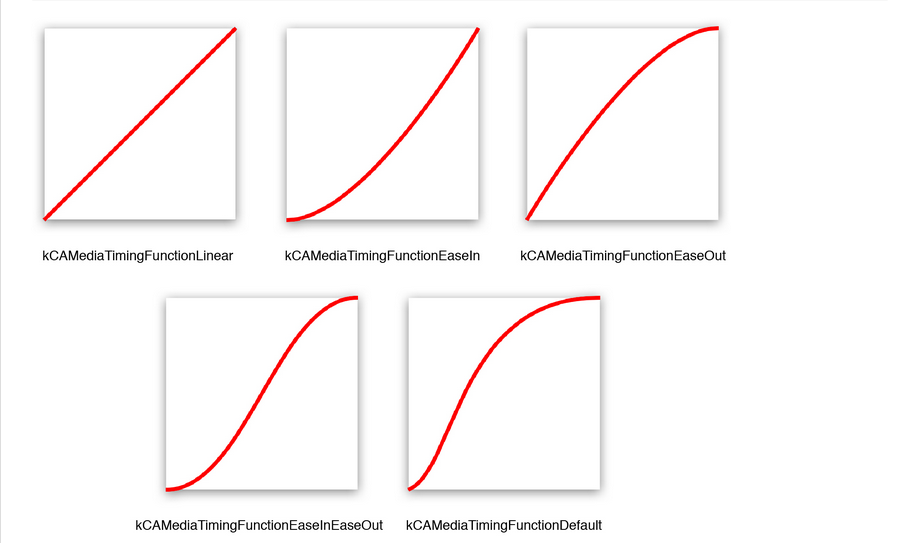 kCAMediaTimingFunctionLinear
kCAMediaTimingFunctionEaseIn
kCAMediaTimingFunctionEaseOut
kCAMediaTimingFunctionEaseInEaseOut
kCAMediaTimingFunctionDefault